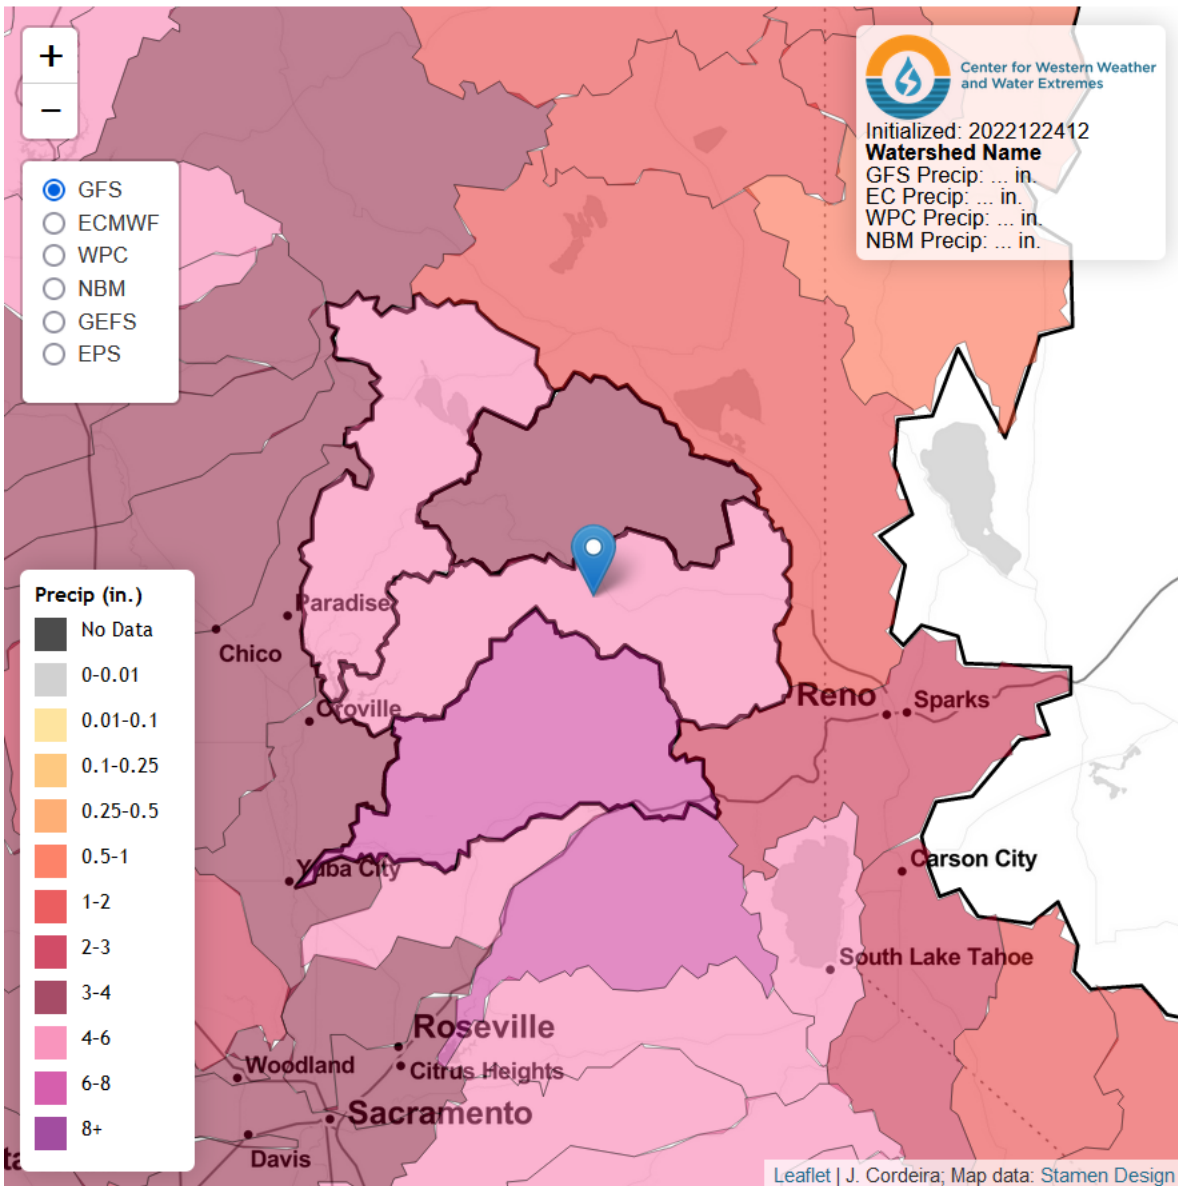 +
−
GFS
ECMWF
WPC
NBM
GEFS
EPS
Center for Western Weather
and Water Extremes
Initialized: 2022122412
Watershed Name
GFS Precip: ... in.
EC Precip: ... in.
WPC Precip: ... in.
NBM Precip: ... in.
Paradise
Chico
Oroville
Reno
Sparks
Yuba City
Carson City
South Lake Tahoe
Roseville
Woodland
Citrus Heights
Sacramento
Davis
Precip (in.)
No Data
0-0.01
0.01-0.1
0.1-0.25
0.25-0.5
0.5-1
1-2
2-3
3-4
4-6
6-8
8+
Leaflet | J. Cordeira; Map data: Stamen Design